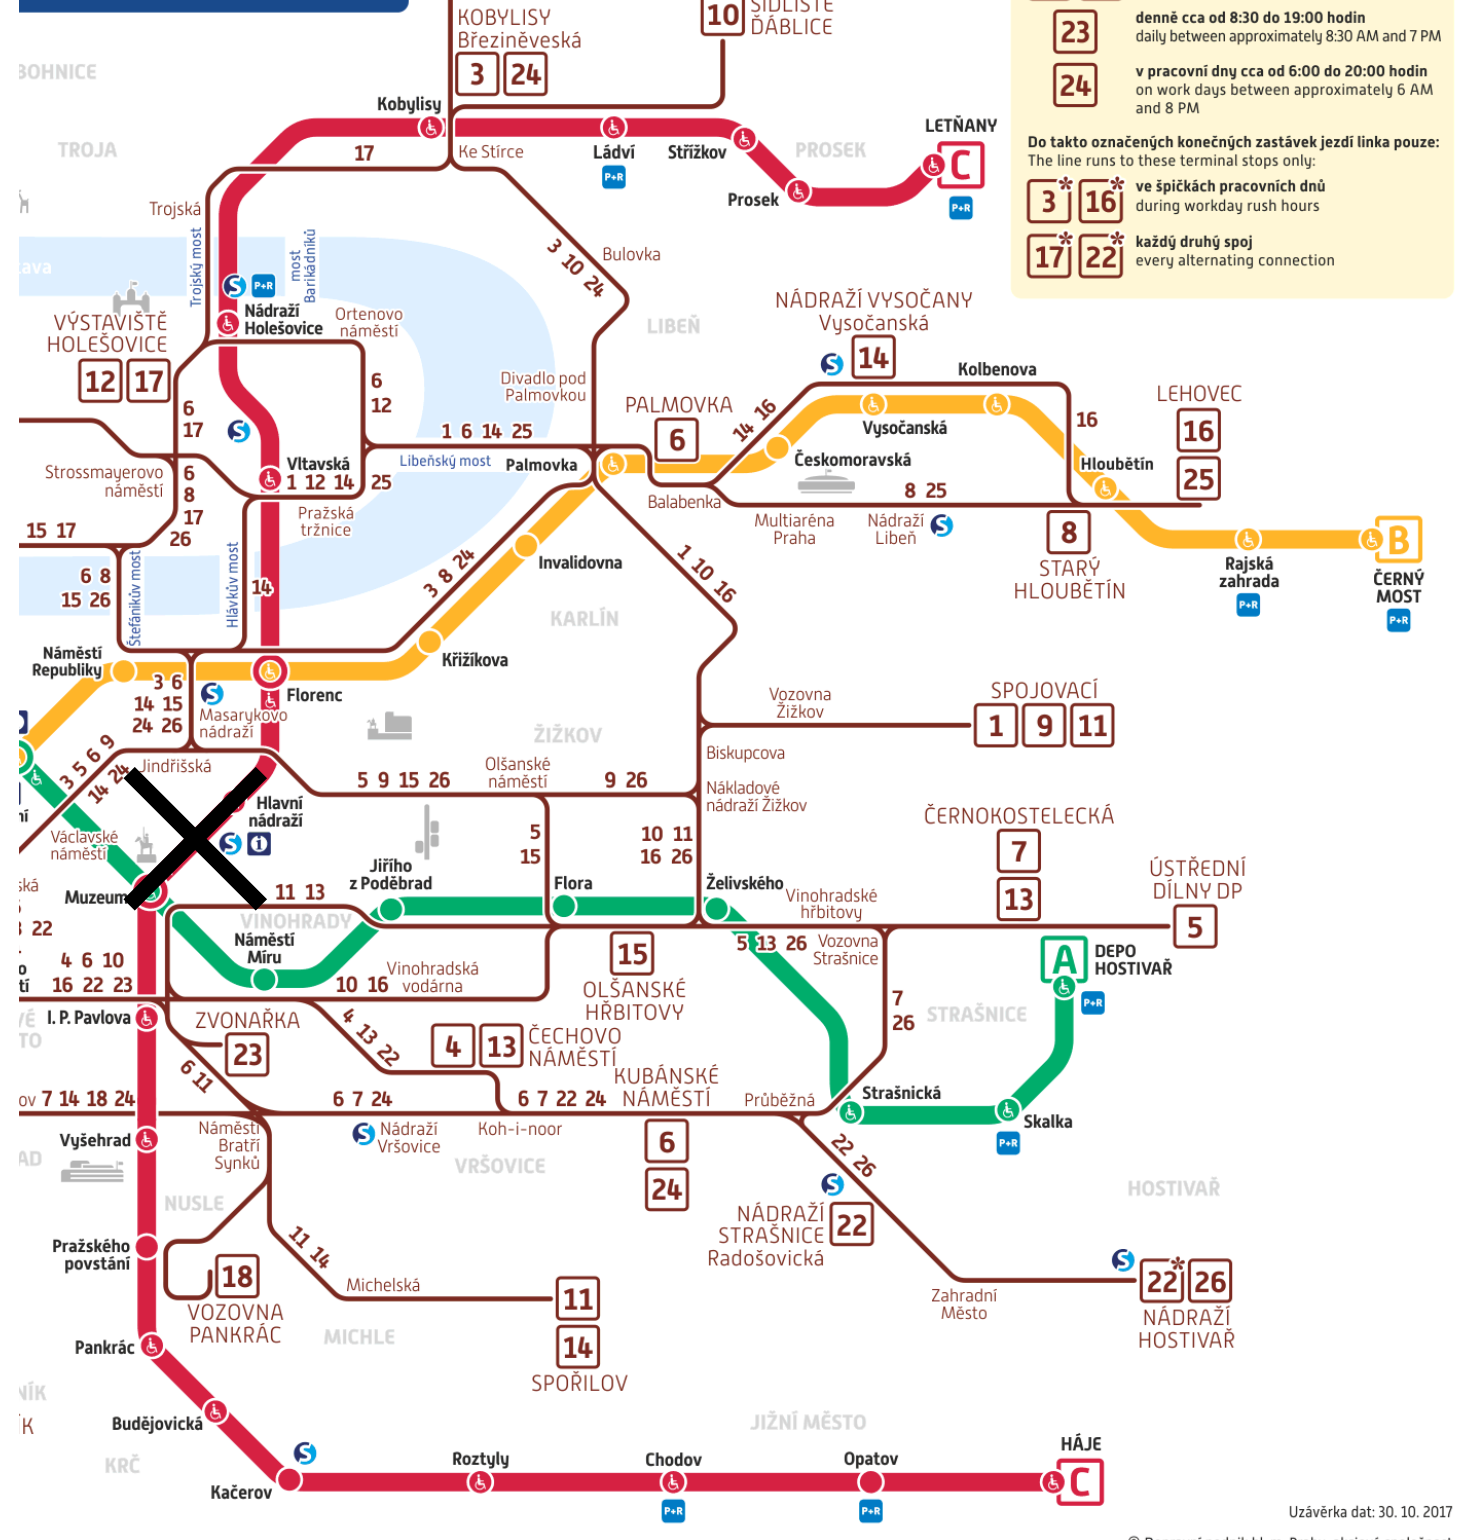 KOBYLISY
Březiněveská
3 24
10
SÍDLIŠTĚ
ĎÁBLICE
23
denně cca od 8:30 do 19:00 hodin
daily between approximately 8:30 AM and 7 PM
24
v pracovní dny cca od 6:00 do 20:00 hodin
on work days between approximately 6 AM
and 8 PM
Do takto označených konečných zastávek jezdí linka pouze:
The line runs to these terminal stops only:
3* 16*
ve špičkách pracovních dnů
during workday rush hours
17* 22*
každý druhý spoj
every alternating connection
BOHNICE
TROJA
Kobylisy
17
Ke Stírce
Ládví
P+R
Střížkov
PROSEK
Prosek
LETŇANY
C
P+R
Trojská
Trojský most
most
Barikádníků
3 10 24
Bulovka
P+R
Nádraží
Holešovice
VÝSTAVIŠTĚ
HOLEŠOVICE
12 17
Ortenovo
náměstí
LIBEŇ
NÁDRAŽÍ VYSOČANY
Vysočanská
14
Kolbenova
LEHOVEC
16
25
6
12
6
17
Divadlo pod
Palmovkou
PALMOVKA
6
14 16
Vysočanská
16
1 6 14 25
Libeňský most
Palmovka
Českomoravská
Hloubětín
Strossmayerovo
náměstí
6
8
17
26
Vltavská
1 12 14
25
Pražská
tržnice
Balabenka
8 25
Multiaréna
Praha
Nádraží
Libeň
8
STARÝ
HLOUBĚTÍN
Rajská
zahrada
P+R
B
ČERNÝ
MOST
P+R
15 17
6 8
15 26
Štefánikův most
Hlávkův most
14
3 8 24
Invalidovna
1 10 16
KARLÍN
Křižíkova
Náměstí
Republiky
Florenc
3 6
14 15
24 26
Masarykovo
nádraží
ŽIŽKOV
Vozovna
Žižkov
SPOJOVACÍ
1 9 11
Biskupcova
3 5 6 9
14 24
Jindřišská
5 9 15 26
Olšanské
náměstí
9 26
Nákladové
nádraží Žižkov
Hlavní
nádraží
Václavské
náměstí
5
15
10 11
16 26
ČERNOKOSTELECKÁ
7
13
ÚSTŘEDNÍ
DÍLNY DP
5
Jiřího
z Poděbrad
Flora
Želivského
Vinohradské
hřbitovy
Muzeum
11 13
VINOHRADY
22
Náměstí
Míru
15
OLŠANSKÉ
HŘBITOVY
5 13 26
Vozovna
Strašnice
A
DEPO
HOSTIVAŘ
P+R
4 6 10
16 22 23
10 16
Vinohradská
vodárna
7
26
STRAŠNICE
I. P. Pavlova
ZVONAŘKA
23
4 13 22
4 13
ČECHOVO
NÁMĚSTÍ
6 11
KUBÁNSKÉ
NÁMĚSTÍ
7 14 18 24
6 7 24
6 7 22 24
Průběžná
Strašnická
Skalka
P+R
Vyšehrad
Náměstí
Bratří
Synků
Nádraží
Vršovice
Koh-i-noor
VRŠOVICE
6
24
22 26
NUSLE
HOSTIVAŘ
NÁDRAŽÍ
STRAŠNICE
Radošovická
22
Pražského
povstání
11 14
18
VOZOVNA
PANKRÁC
Michelská
11
14
SPOŘILOV
MICHLE
Zahradní
Město
22* 26
NÁDRAŽÍ
HOSTIVAŘ
Pankrác
Budějovická
JIŽNÍ MĚSTO
KRČ
Kačerov
Roztyly
Chodov
P+R
Opatov
P+R
HÁJE
C
Uzávěrka dat: 30. 10. 2017